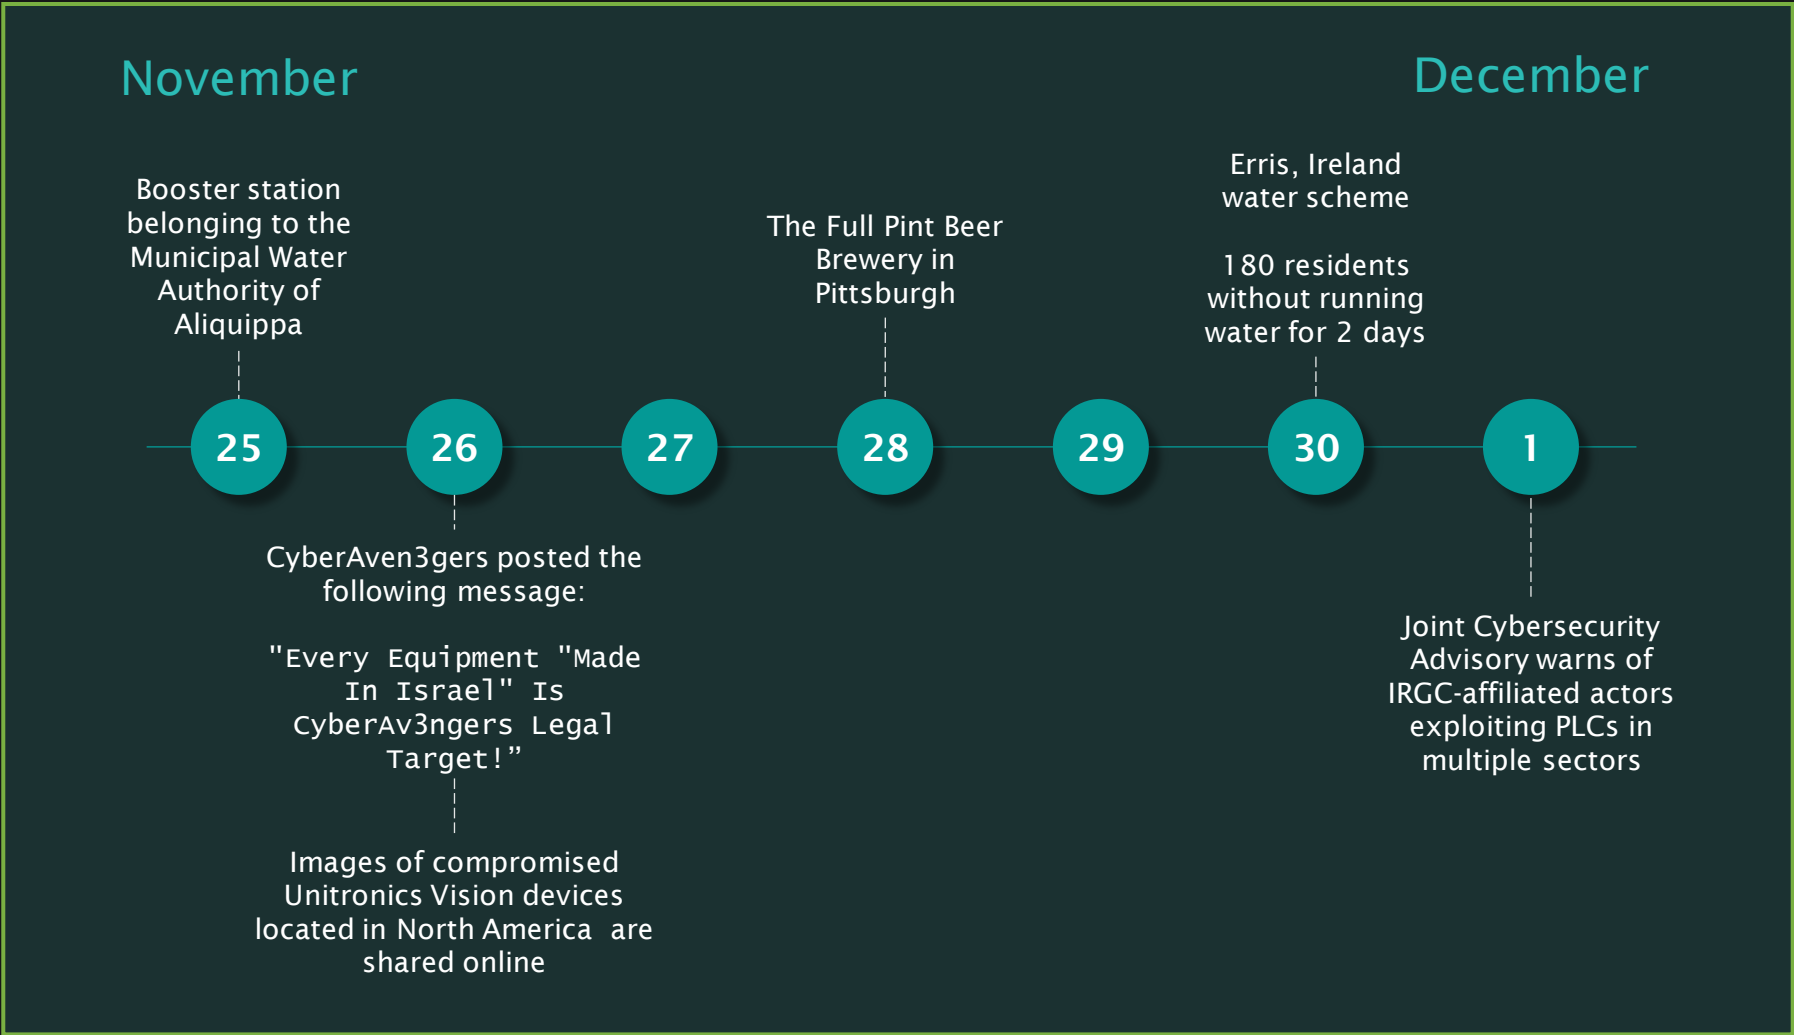 November
December
Booster station
belonging to the
Municipal Water
Authority of
Aliquippa
The Full Pint Beer
Brewery in
Pittsburgh
Erris, Ireland
water scheme
180 residents
without running
water for 2 days
25
26
27
28
29
30
1
CyberAven3gers posted the
following message:
"Every Equipment "Made
In Israel" Is
CyberAv3ngers Legal
Target!”
Images of compromised
Unitronics Vision devices
located in North America  are
shared online
Joint Cybersecurity
Advisory warns of
IRGC-affiliated actors
exploiting PLCs in
multiple sectors